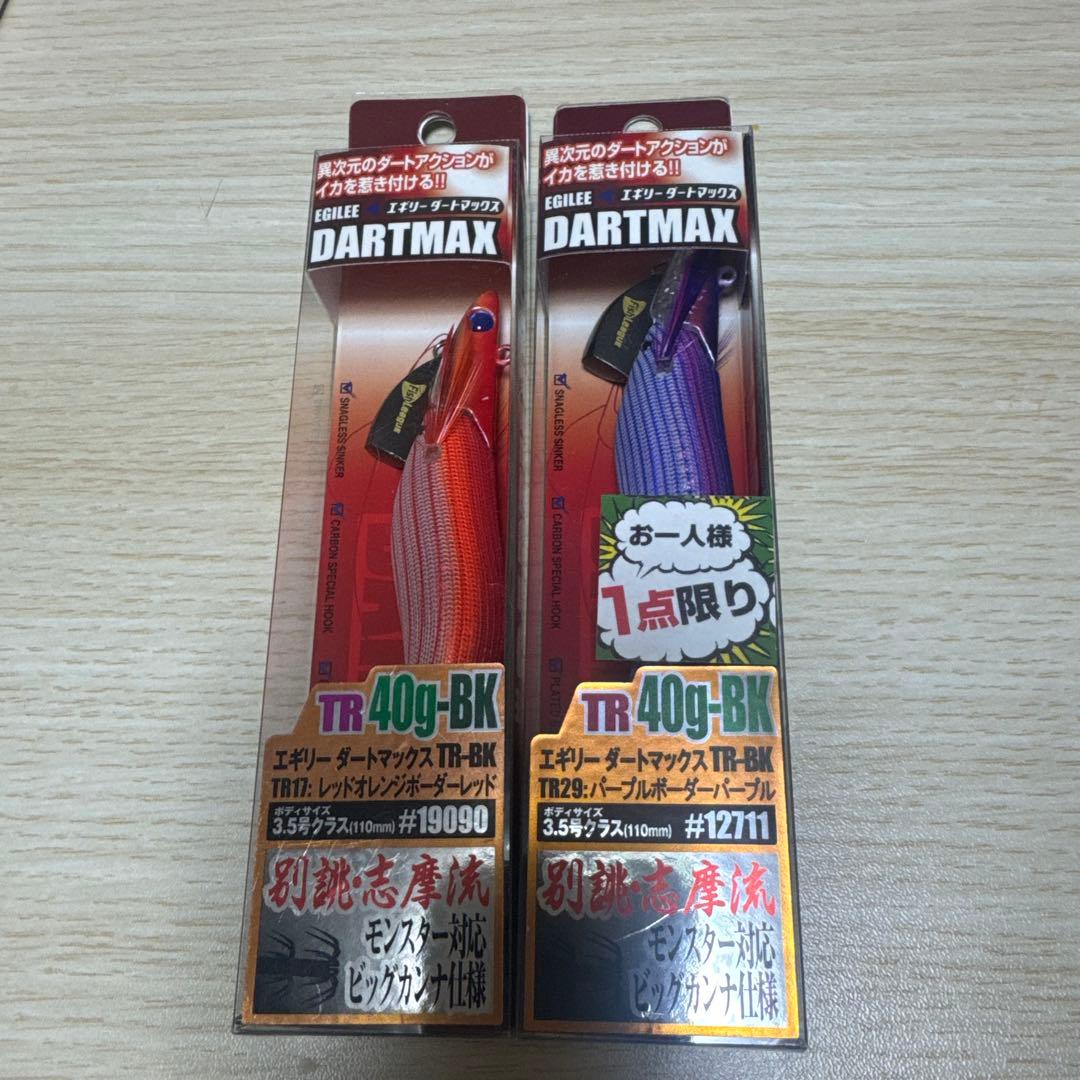 異次元のダートアクションが
イカを惹き付ける!!
EGILEE エギリーダートマックス
DARTMAX
Fish League
SNAGLESS SINKER
CARBON SPECIAL HOOK
TR 40g-BK
エギリー ダートマックス TR-BK
TR17: レッドオレンジボーダーレッド
ボディサイズ
3.5号クラス(110mm) #19090
別誂・志摩流
モンスター対応
ビッグカンナ仕様
異次元のダートアクションが
イカを惹き付ける!!
EGILEE エギリーダートマックス
DARTMAX
Fish League
SNAGLESS SINKER
CARBON SPECIAL HOOK
PLATED
お一人様
1点限り
TR 40g-BK
エギリー ダートマックス TR-BK
TR29: パープルボーダーパープル
ボディサイズ
3.5号クラス(110mm) #12711
別誂・志摩流
モンスター対応
ビッグカンナ仕様